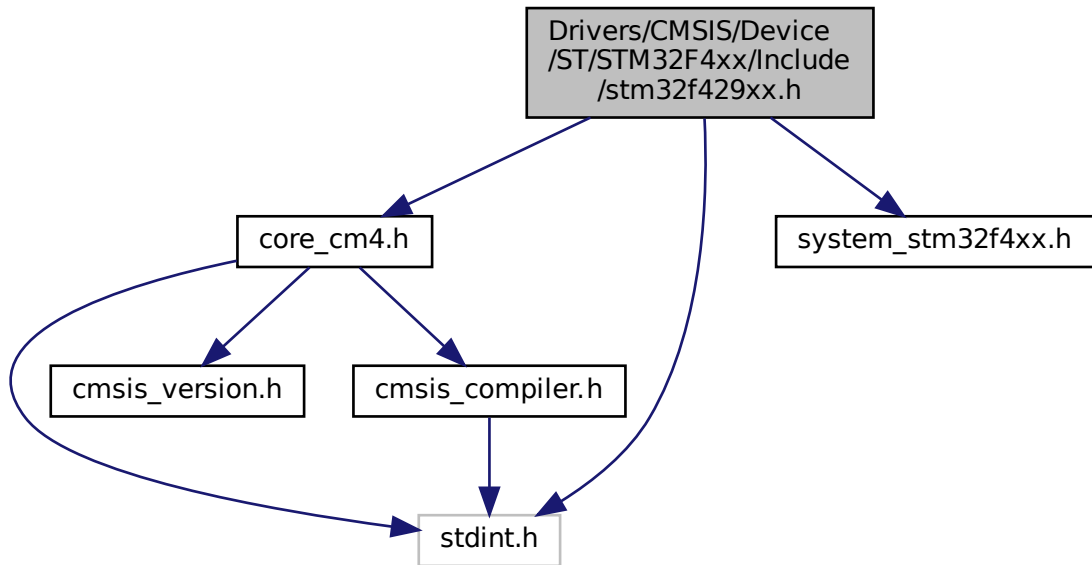 Drivers/CMSIS/Device
/ST/STM32F4xx/Include
/stm32f429xx.h
core_cm4.h
system_stm32f4xx.h
cmsis_version.h
cmsis_compiler.h
stdint.h